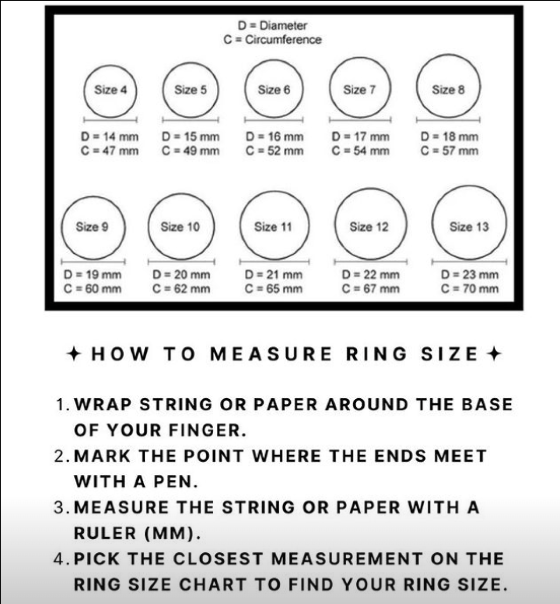 D = Diameter
C = Circumference
Size 4 Size 5 Size 6 Size 7 Size 8
D = 14 mm D = 15 mm D = 16 mm D = 17 mm D = 18 mm
C = 47 mm C = 49 mm C = 52 mm C = 54 mm C = 57 mm
Size 9 Size 10 Size 11 Size 12 Size 13
D = 19 mm D = 20 mm D = 21 mm D = 22 mm D = 23 mm
C = 60 mm C = 62 mm C = 65 mm C = 67 mm C = 70 mm
HOW TO MEASURE RING SIZE
1. WRAP STRING OR PAPER AROUND THE BASE
OF YOUR FINGER.
2. MARK THE POINT WHERE THE ENDS MEET
WITH A PEN.
3. MEASURE THE STRING OR PAPER WITH A
RULER (MM).
4. PICK THE CLOSEST MEASUREMENT ON THE
RING SIZE CHART TO FIND YOUR RING SIZE.